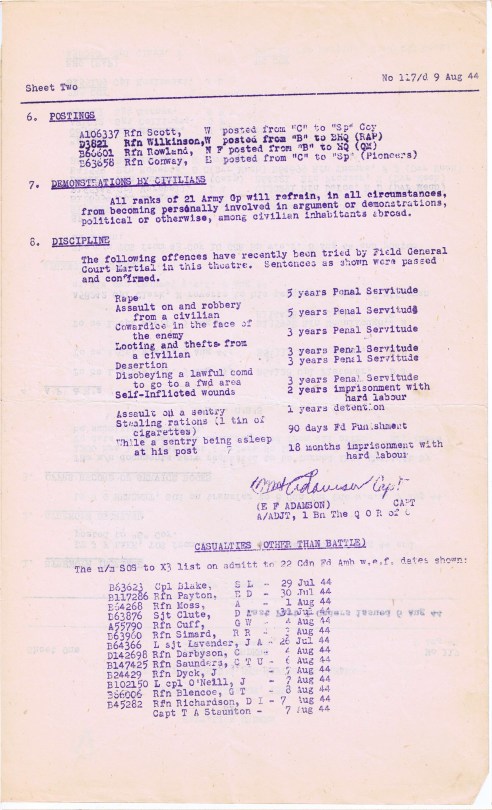 No 117/d 9 Aug 44
Sheet Two
6. POSTINGS
A106337 Rfn Scott, W posted from "C" to "Sp" Coy
D3821 Rfn Wilkinson,W posted from "B" to BHQ (RAP)
B66601 Rfn Rowland, N F posted from "B" to HQ (QM)
B63658 Rfn Conway, E posted from "C" to "Sp" (Pioneers)
7. DEMONSTRATIONS BY CIVILIANS
All ranks of 21 Army Gp will refrain, in all circumstances,
from becoming personally involved in argument or demonstrations,
political or otherwise, among civilian inhabitants abroad.
8. DISCIPLINE
The following offences have recently been tried by Field General
Court Martial in this theatre. Sentences as shown were passed
and confirmed.
Rape 5 years Penal Servitude
Assault on and robbery
from a civilian 5 years Penal Servitude
Cowardice in the face of
the enemy 3 years Penal Servitude
Looting and thefts from
a civilian 3 years Penal Servitude
Desertion 3 years Penal Servitude
Disobeying a lawful comd
to go to a fwd area 3 years Penal Servitude
Self-Inflicted wounds 2 years imprisonment with
hard labour
Assault on a sentry 1 years detention
Stealing rations (1 tin of
cigarettes) 90 days Fd Punishment
While a sentry being asleep
at his post 18 months imprisonment with
hard labour
Adamson Capt
(E F ADAMSON) CAPT
A/ADJT, 1 Bn The Q O R of C
CASUALTIES (OTHER THAN BATTLE)
The u/m SOS to X3 list on admitt to 22 Cdn Fd Amb w.e.f. dates shown:
B63623 Cpl Blake, S L - 29 Jul 44
B117286 Rfn Payton, E D - 30 Jul 44
B64268 Rfn Moss, A - 1 Aug 44
D63876 Sjt Clute, D A Jul 44
A55790 Rfn Cuff, G W - Aug 44
B63960 Rfn Simard, R R - Aug 44
B64366 L sjt Lavender, J A - 26 Jul 44
D142698 Rfn Darbyson, C - Aug 44
B147425 Rfn Saunders, C T U - 6 Aug 44
B24429 Rfn Dyck, J - Aug 44
B102150 L cpl O'Neill, J - 7 Aug 44
B86006 Rfn Blencoe, G T - 8 Aug 44
B45282 Rfn Richardson, D I - 7 Aug 44
Capt T A Staunton - 7 Aug 44